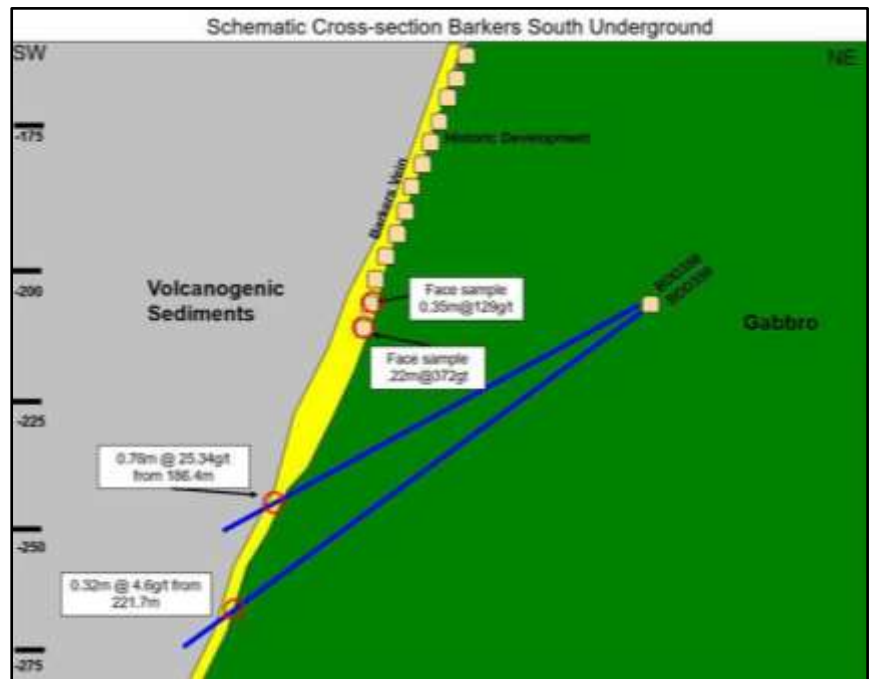 Schematic Cross-section Barkers South Underground
SW
NE
-175
Historic Development
Barkers Vein
-200
Volcanogenic
Sediments
Face sample
0.35m@129g/t
Gabbro
Face sample
22m@372gt
-225
0.76m @ 25.34g/t
from 186.4m
-250
0.32m @ 4.6g/t from
221.7m
-275